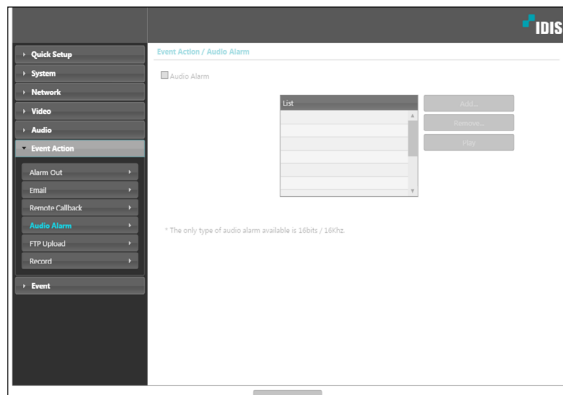 IDIS
Quick Setup
System
Network
Video
Audio
Event Action
Alarm Out
Email
Remote Callback
Audio Alarm
FTP Upload
Record
Event
Event Action / Audio Alarm
Audio Alarm
List
Add...
Remove...
Play
* The only type of audio alarm available is 16bits / 16Khz.